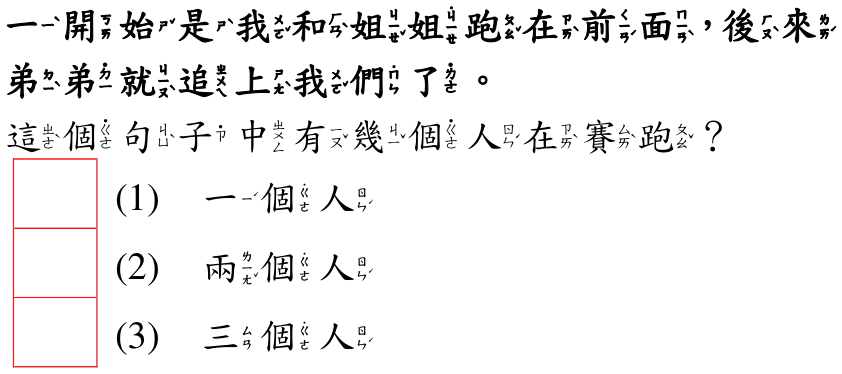 一開始是我和姐姐跑在前面，後來
弟弟就追上我們了。
這個句子中有幾個人在賽跑？
(1) 一個人
(2) 兩個人
(3) 三個人